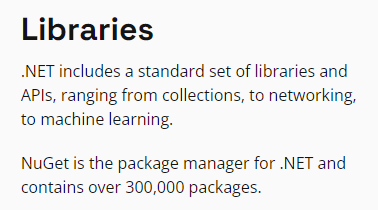 Libraries
.NET includes a standard set of libraries and
APIs, ranging from collections, to networking,
to machine learning.
NuGet is the package manager for .NET and
contains over 300,000 packages.